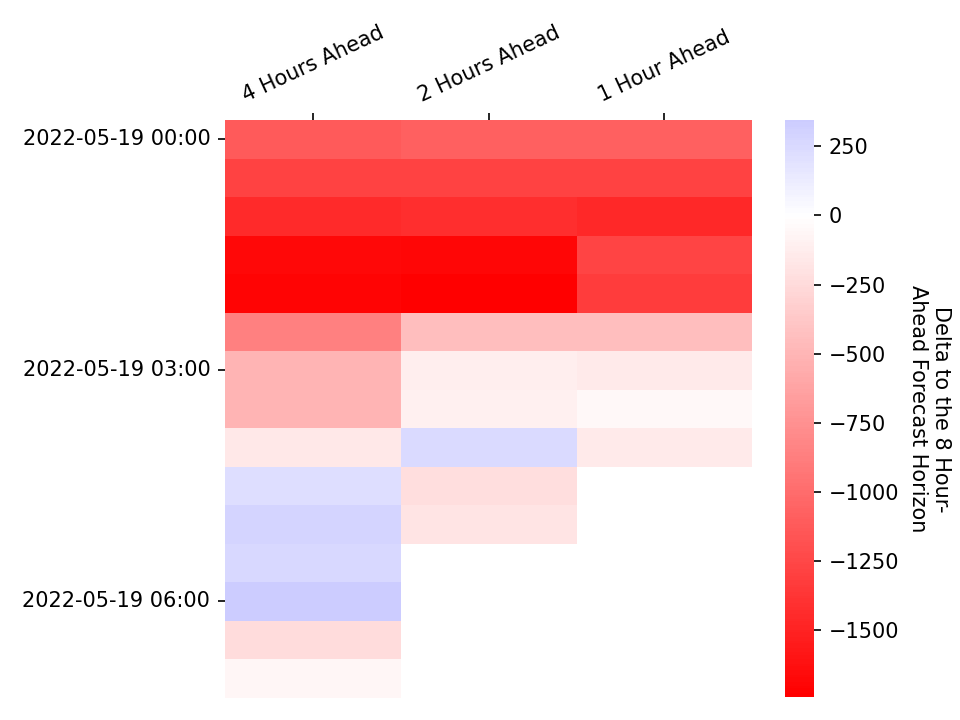 4 Hours Ahead
2 Hours Ahead
1 Hour Ahead
2022-05-19 00:00
2022-05-19 03:00
2022-05-19 06:00
250
0
−250
−500
−750
−1000
−1250
−1500
Delta to the 8 Hour-
Ahead Forecast Horizon